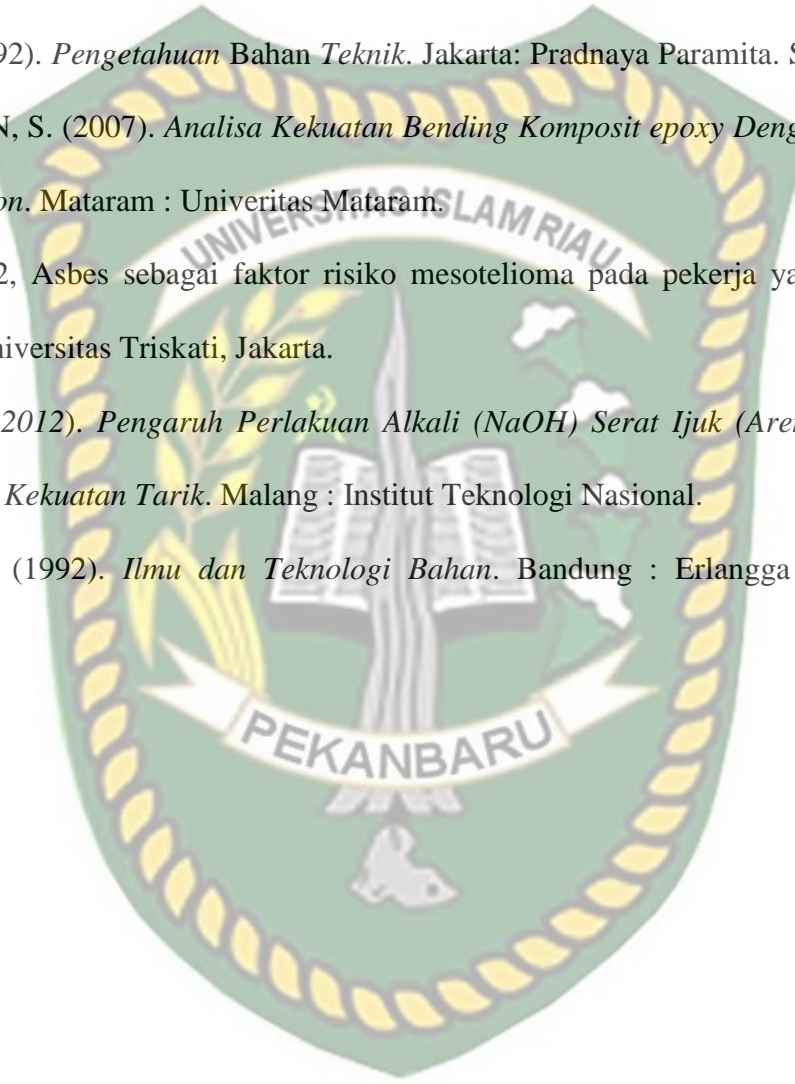 92). Pengetahuan Bahan Teknik. Jakarta: Pradnaya Paramita. S
N, S. (2007). Analisa Kekuatan Bending Komposit epoxy Deng
on. Mataram : Univeritas Mataram.
UNIVERSITAS ISLAM RIAU
2, Asbes sebagai faktor risiko mesotelioma pada pekerja ya
niversitas Triskati, Jakarta.
2012). Pengaruh Perlakuan Alkali (NaOH) Serat Ijuk (Aren
Kekuatan Tarik. Malang : Institut Teknologi Nasional.
(1992). Ilmu dan Teknologi Bahan. Bandung : Erlangga
PEKANBARU